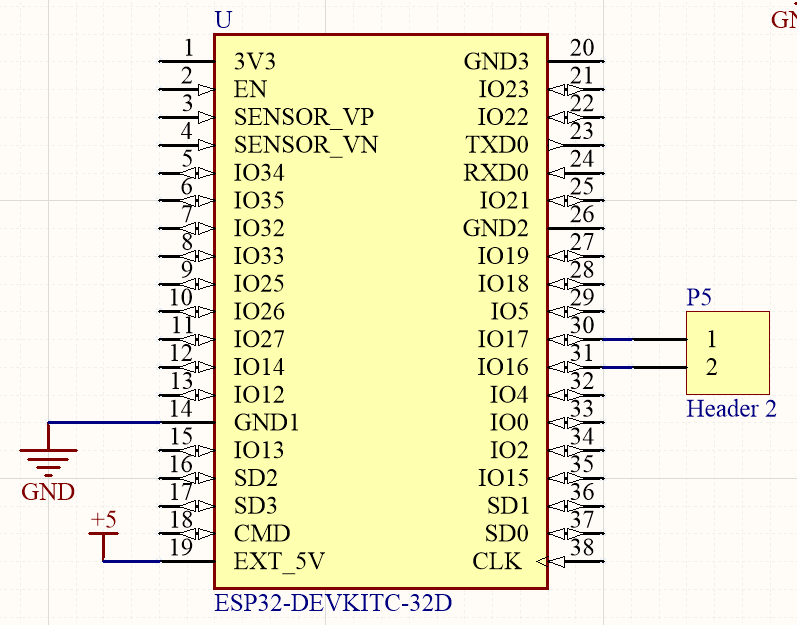 U
GN
1 3V3 GND3 20
2 EN IO23 21
3 SENSOR_VP IO22 22
4 SENSOR_VN TXD0 23
5 IO34 RXD0 24
6 IO35 IO21 25
7 IO32 GND2 26
8 IO33 IO19 27
9 IO25 IO18 28
10 IO26 IO5 29
P5
11 IO27 IO17 30 1
12 IO14 IO16 31 2
13 IO12 IO4 32
Header 2
14 GND1 IO0 33
15 IO13 IO2 34
16 SD2 IO15 35
GND
17 SD3 SD1 36
+5
18 CMD SD0 37
19 EXT_5V CLK 38
ESP32-DEVKITC-32D